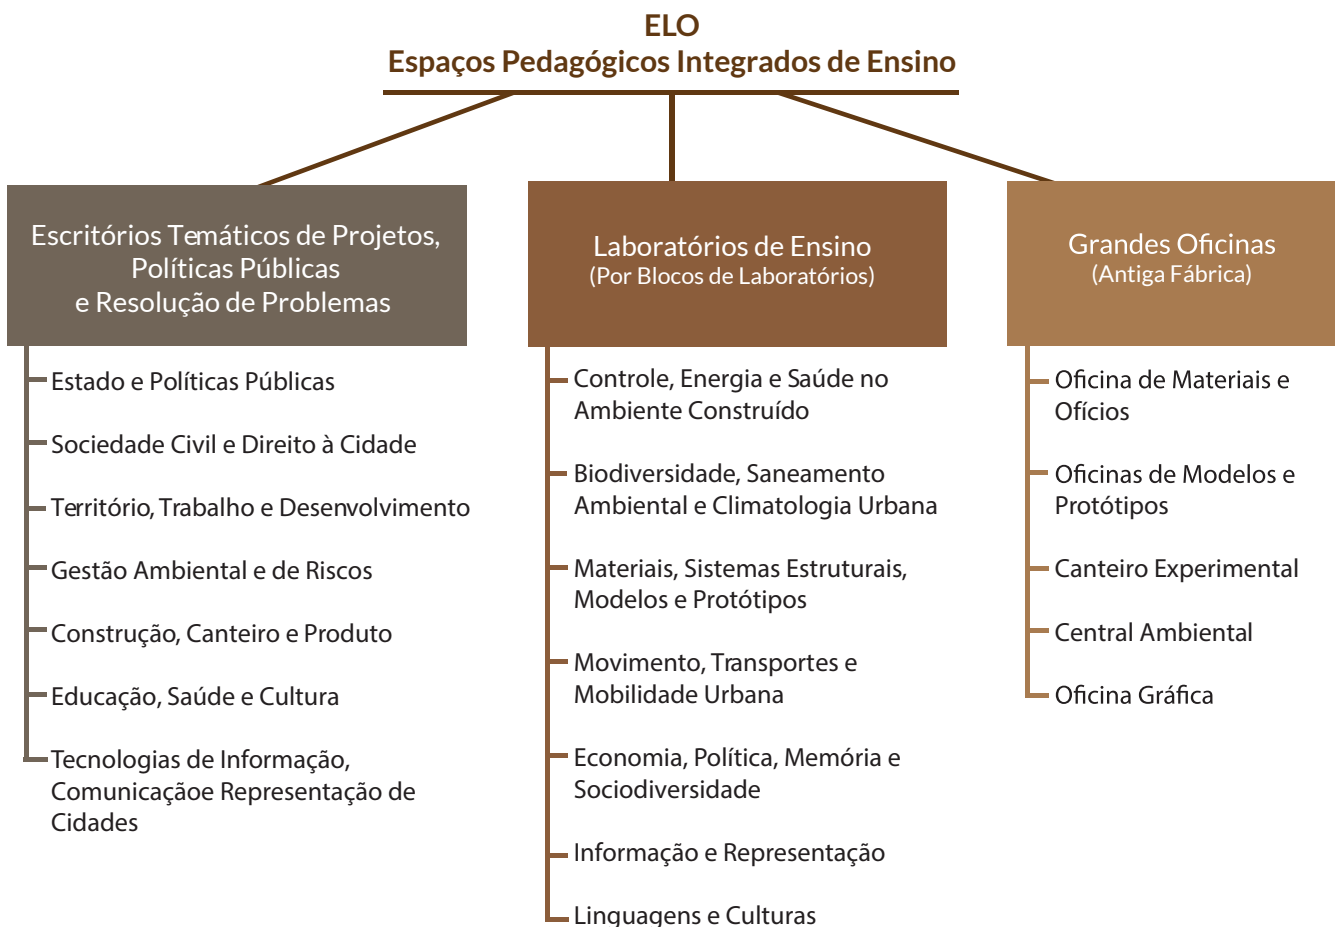 ELO
Espaços Pedagógicos Integrados de Ensino
Escritórios Temáticos de Projetos,
Políticas Públicas
e Resolução de Problemas
Estado e Políticas Públicas
Sociedade Civil e Direito à Cidade
Território, Trabalho e Desenvolvimento
Gestão Ambiental e de Riscos
Construção, Canteiro e Produto
Educação, Saúde e Cultura
Tecnologias de Informação,
Comunicaçãoe Representação de
Cidades
Laboratórios de Ensino
(Por Blocos de Laboratórios)
Controle, Energia e Saúde no
Ambiente Construído
Biodiversidade, Saneamento
Ambiental e Climatologia Urbana
Materiais, Sistemas Estruturais,
Modelos e Protótipos
Movimento, Transportes e
Mobilidade Urbana
Economia, Política, Memória e
Sociodiversidade
Informação e Representação
Linguagens e Culturas
Grandes Oficinas
(Antiga Fábrica)
Oficina de Materiais e
Ofícios
Oficinas de Modelos e
Protótipos
Canteiro Experimental
Central Ambiental
Oficina Gráfica